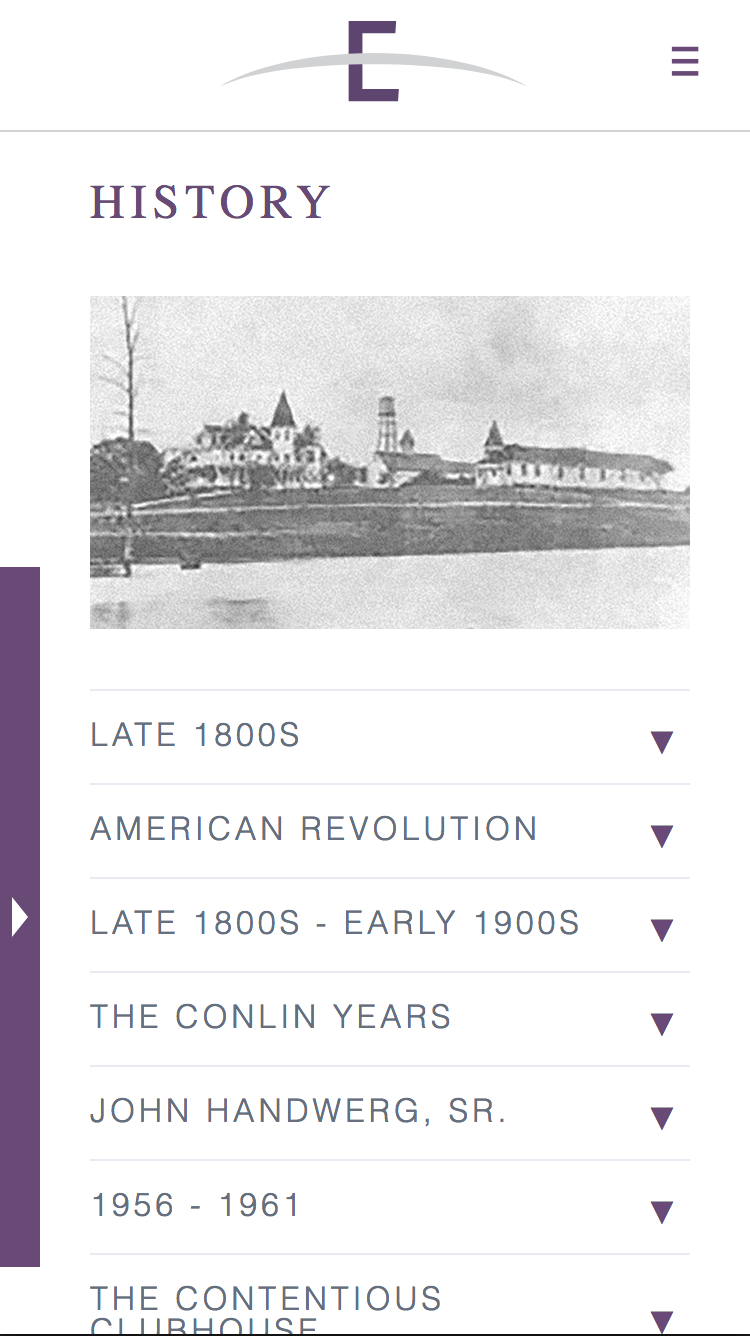 E
HISTORY
LATE 1800S
AMERICAN REVOLUTION
LATE 1800S - EARLY 1900S
THE CONLIN YEARS
JOHN HANDWERG, SR.
1956 - 1961
THE CONTENTIOUS
CLUBHOUSE